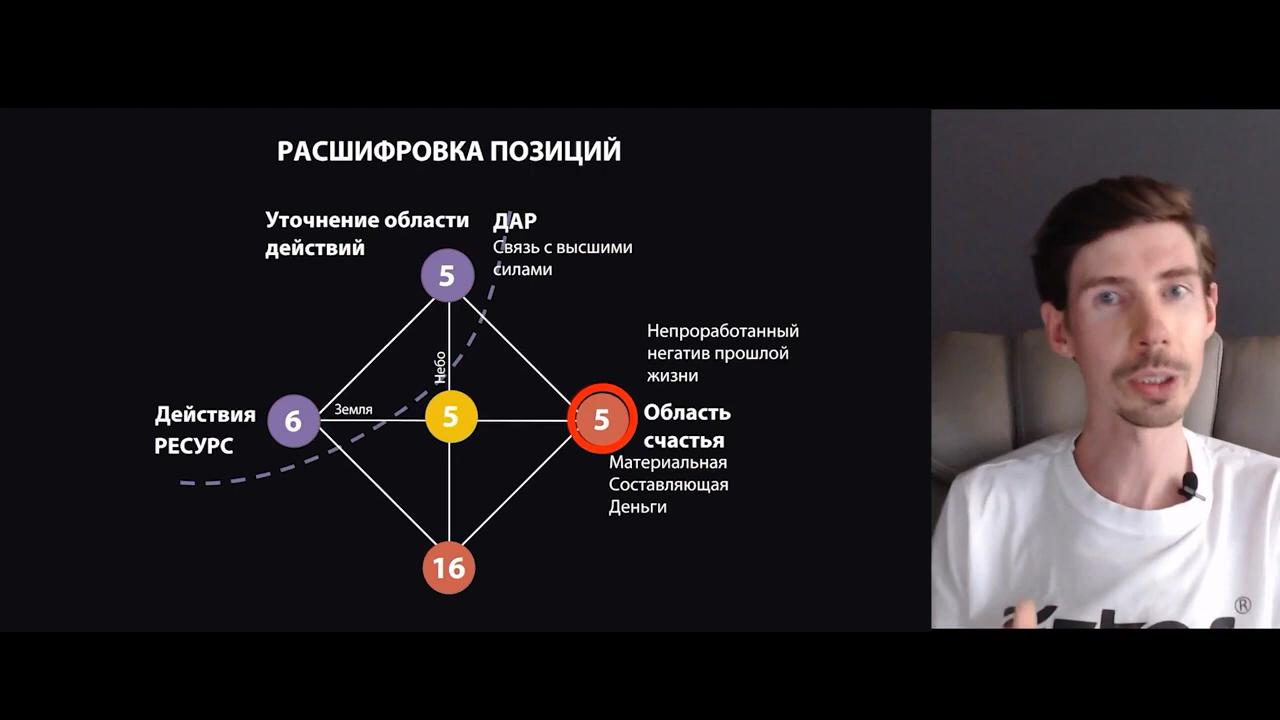 РАСШИФРОВКА ПОЗИЦИЙ
Уточнение области
действий
ДАР
Связь с высшими
силами
5
Непроработанный
негатив прошлой
жизни
Небо
Действия
РЕСУРС
6
Земля
5
5
Область
счастья
Материальная
Составляющая
Деньги
16
®